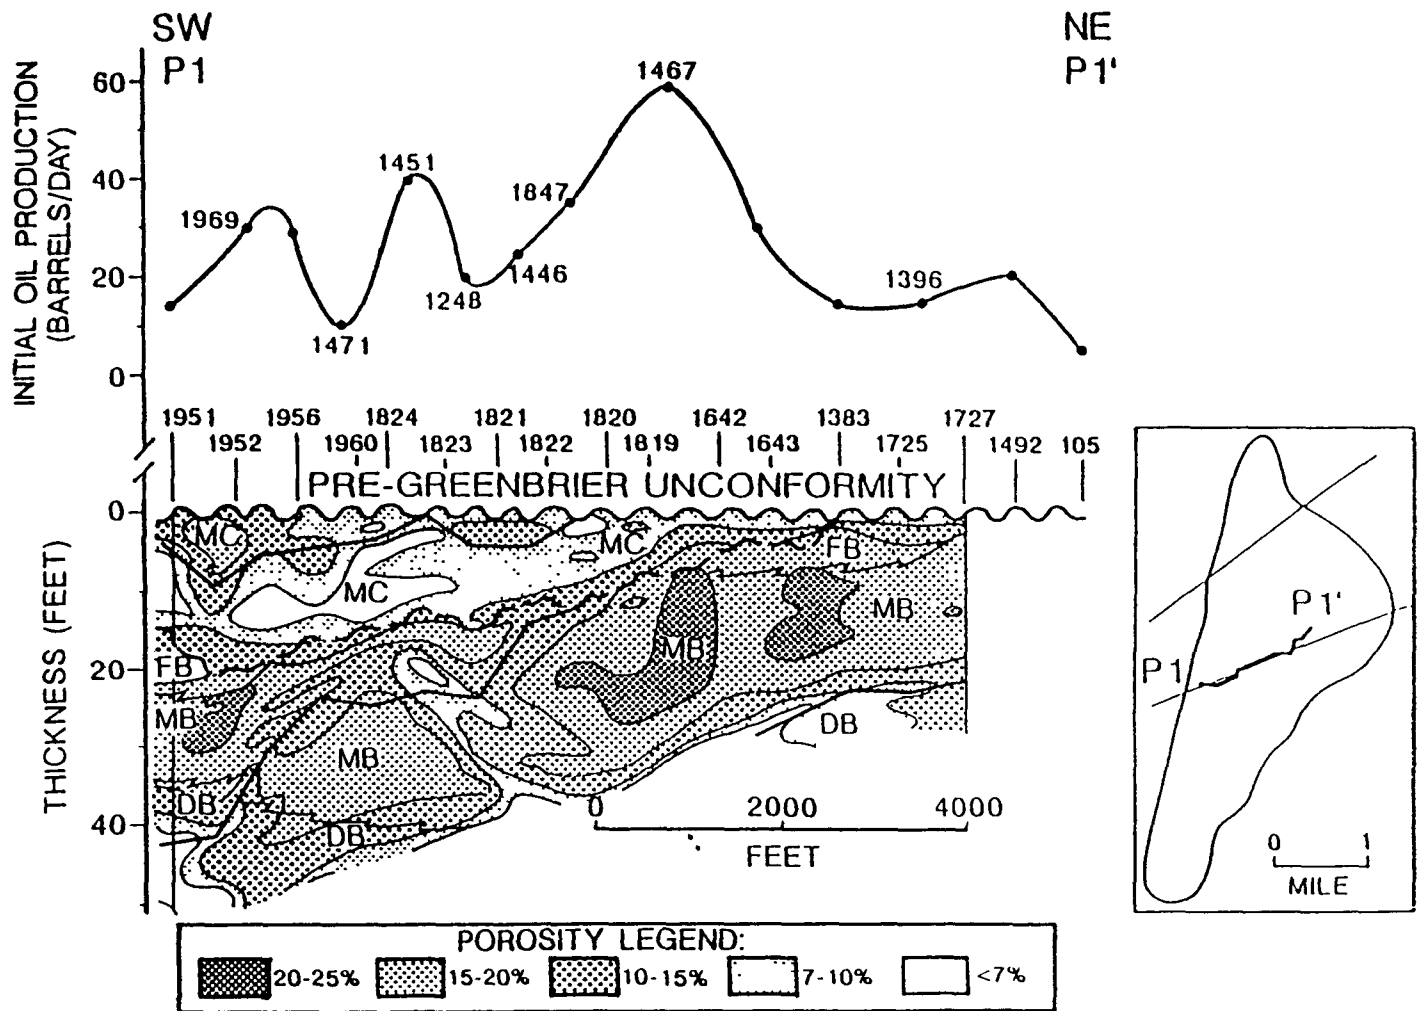 SW
NE
P1
P1'
INITIAL OIL PRODUCTION
(BARRELS/DAY)
60
40
20
0
1467
1451
1847
1969
1446
1248
1396
1471
1951
1956
1824
1821
1820
1642
1383
1727
1952
1960
1823
1822
1819
1643
1725
1492
105
PRE-GREENBRIER UNCONFORMITY
THICKNESS (FEET)
0
20
40
MC
MC
FB
MC
MB
MB
FB
MB
MB
DB
DB
DB
0
2000
4000
FEET
P1'
P1
0
1
MILE
POROSITY LEGEND:
20-25%
15-20%
10-15%
7-10%
<7%